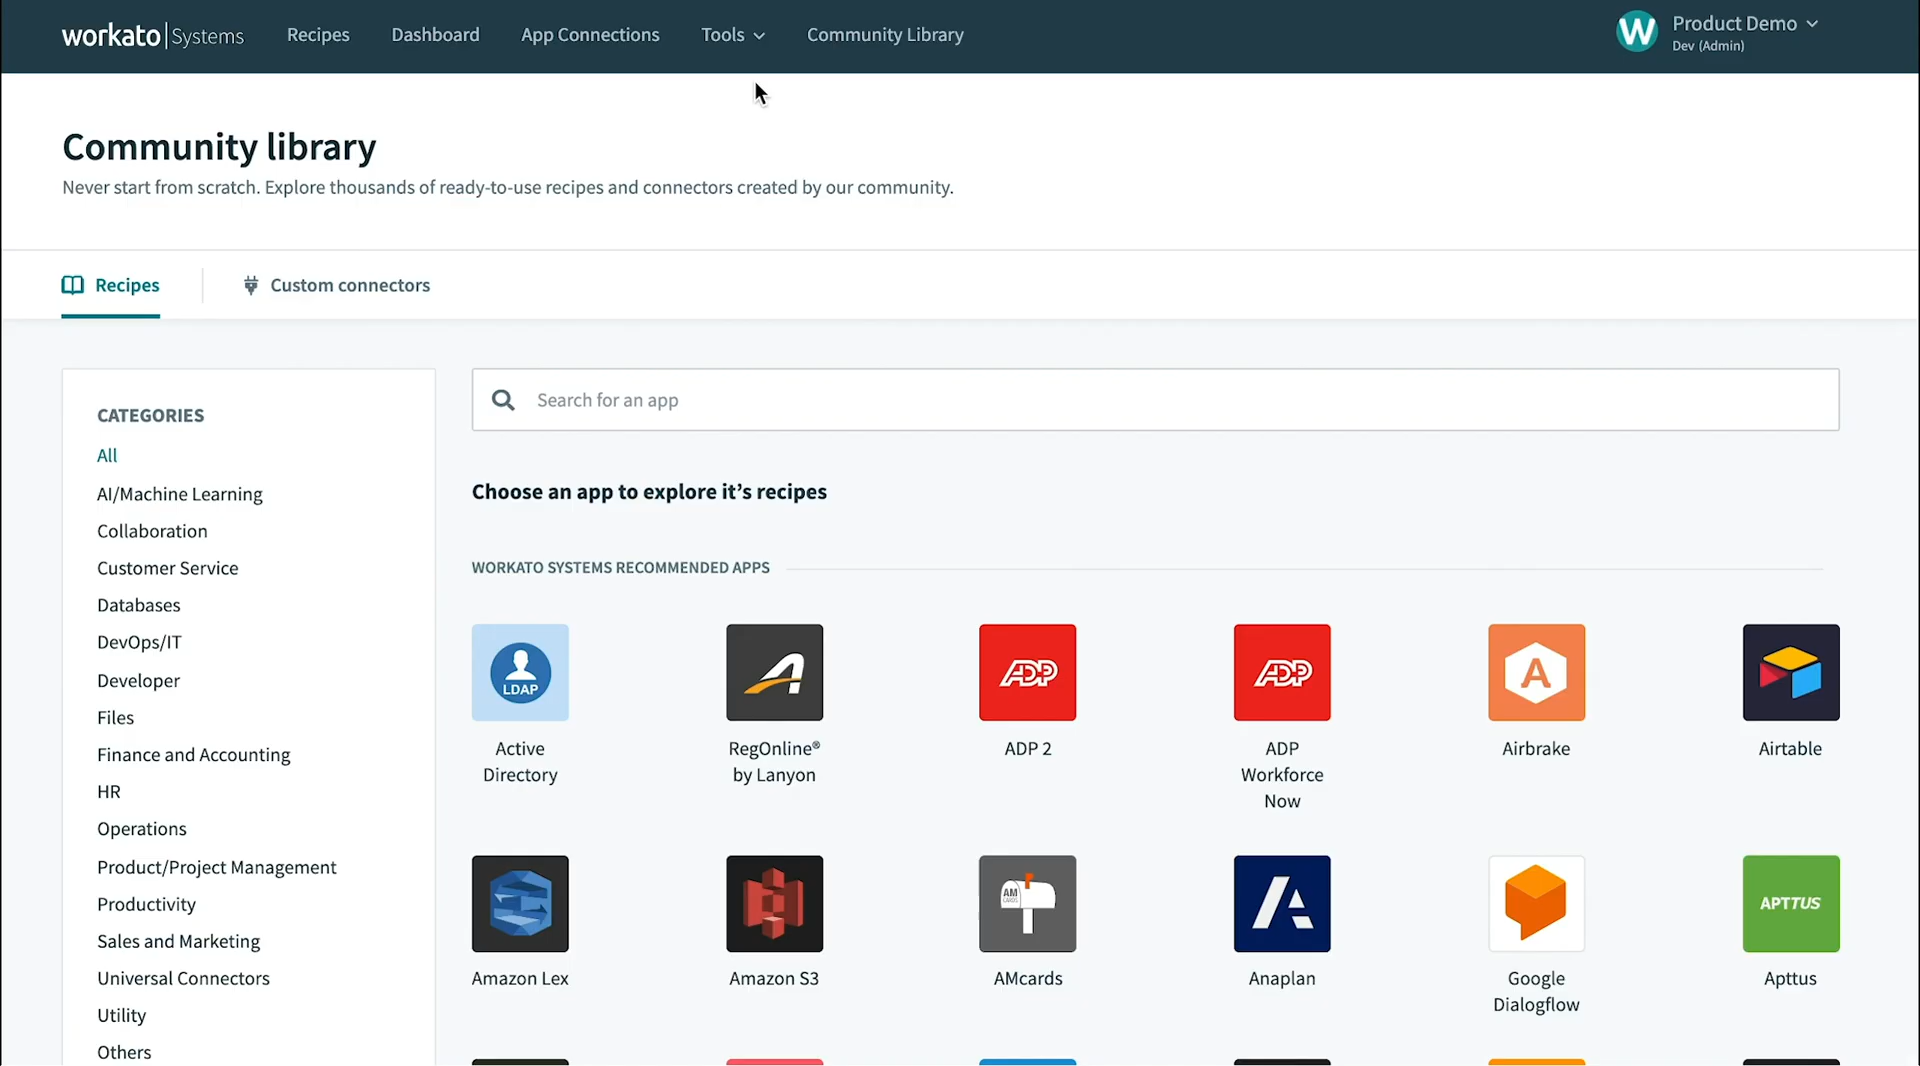 workato|Systems
Recipes
Dashboard
App Connections
Tools
Community Library
W
Product Demo
Dev (Admin)
Community library
Never start from scratch. Explore thousands of ready-to-use recipes and connectors created by our community.
Recipes
Custom connectors
CATEGORIES
All
AI/Machine Learning
Collaboration
Customer Service
Databases
DevOps/IT
Developer
Files
Finance and Accounting
HR
Operations
Product/Project Management
Productivity
Sales and Marketing
Universal Connectors
Utility
Others
Search for an app
Choose an app to explore it’s recipes
WORKATO SYSTEMS RECOMMENDED APPS
LDAP
ADP
ADP
A
Active
Directory
RegOnline®
by Lanyon
ADP 2
ADP
Workforce
Now
Airbrake
Airtable
AM
CARDS
APTTUS
Amazon Lex
Amazon S3
AMcards
Anaplan
Google
Dialogflow
Apttus